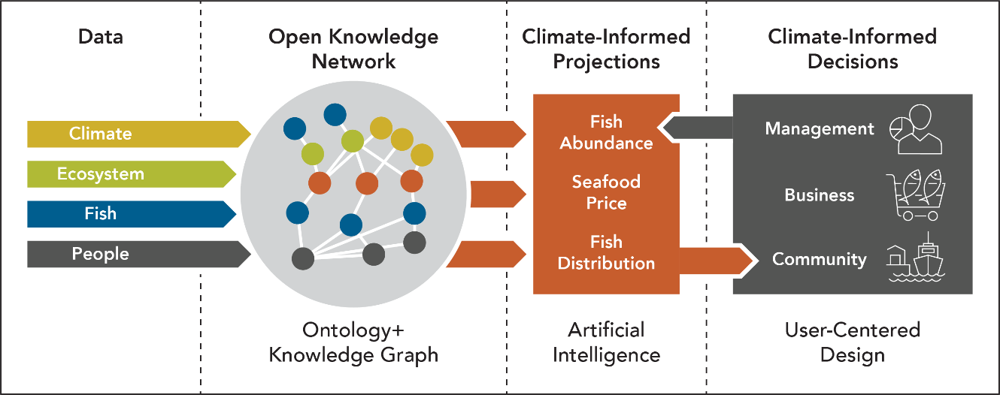 Data
Open Knowledge
Network
Climate-Informed
Projections
Climate-Informed
Decisions
Climate
Ecosystem
Fish
People
Fish
Abundance
Seafood
Price
Fish
Distribution
Management
Business
Community
Ontology+
Knowledge Graph
Artificial
Intelligence
User-Centered
Design